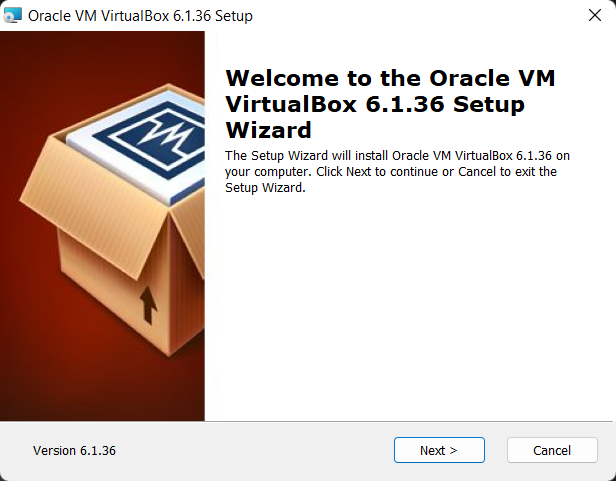 Oracle VM VirtualBox 6.1.36 Setup
Welcome to the Oracle VM
VirtualBox 6.1.36 Setup
Wizard
The Setup Wizard will install Oracle VM VirtualBox 6.1.36 on
your computer. Click Next to continue or Cancel to exit the
Setup Wizard.
VM
Version 6.1.36
Next >
Cancel